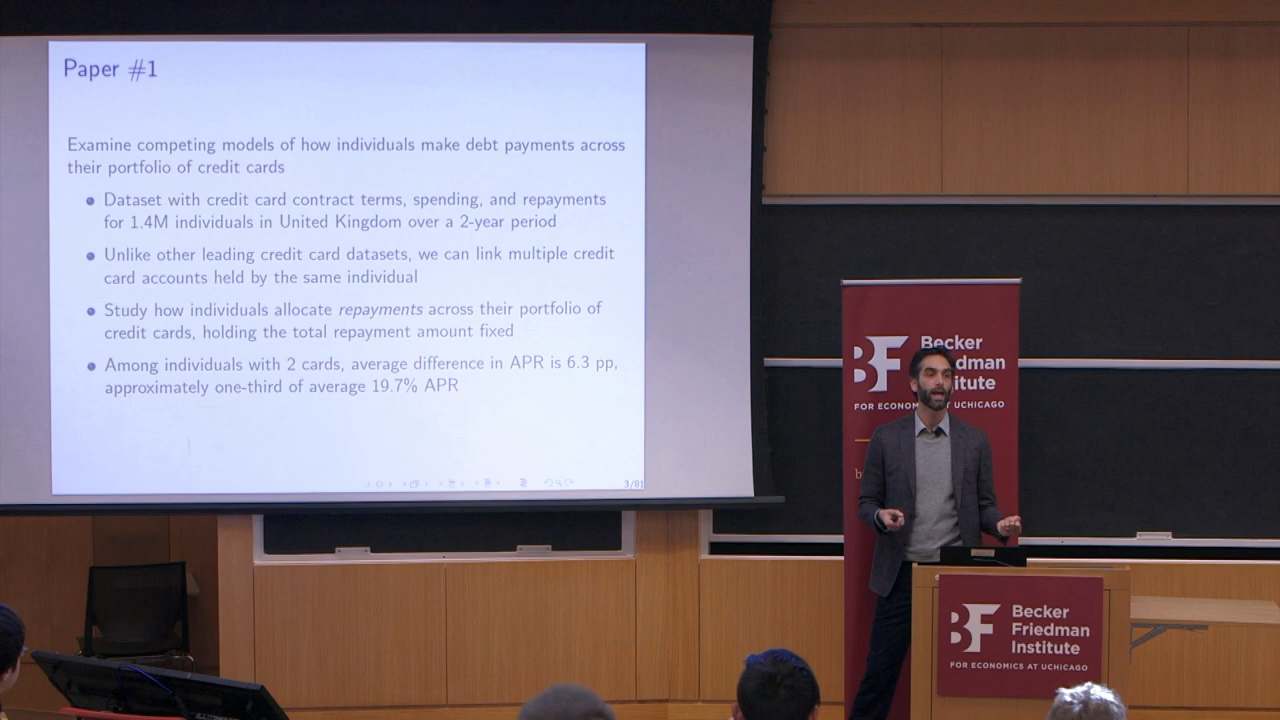 Paper #1
Examine competing models of how individuals make debt payments across
their portfolio of credit cards
Dataset with credit card contract terms, spending, and repayments
for 1.4M individuals in United Kingdom over a 2-year period
Unlike other leading credit card datasets, we can link multiple credit
card accounts held by the same individual
Study how individuals allocate repayments across their portfolio of
credit cards, holding the total repayment amount fixed
Among individuals with 2 cards, average difference in APR is 6.3 pp,
approximately one-third of average 19.7% APR
3/81
BF
Becker
Institute
FOR ECONOMICS AT UCHICAGO
BF
Becker
Friedman
Institute
FOR ECONOMICS AT UCHICAGO